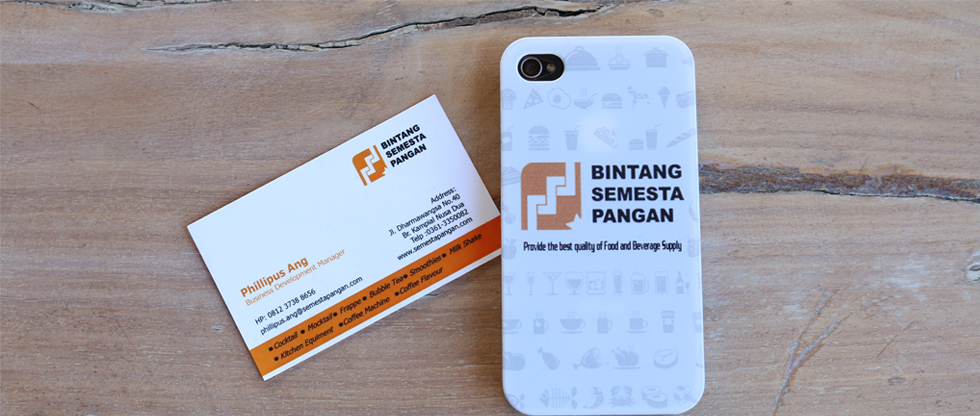 BINTANG
SEMESTA
PANGAN
Address:
Jl. Dharmawangsa No.40
Br. Kampial Nusa Dua
Telp :0361-3350082
www.semestapangan.com
Phillipus Ang
Business Development Manager
HP: 0812 3738 8656
phillipus.ang@semestapangan.com
• Cocktail • Mocktail • Frappe • Bubble Tea • Smoothies • Milk Shake
• Kitchen Equiment • Coffee Machine • Coffee Flavour
BINTANG
SEMESTA
PANGAN
Provide the best quality of Food and Beverage Supply